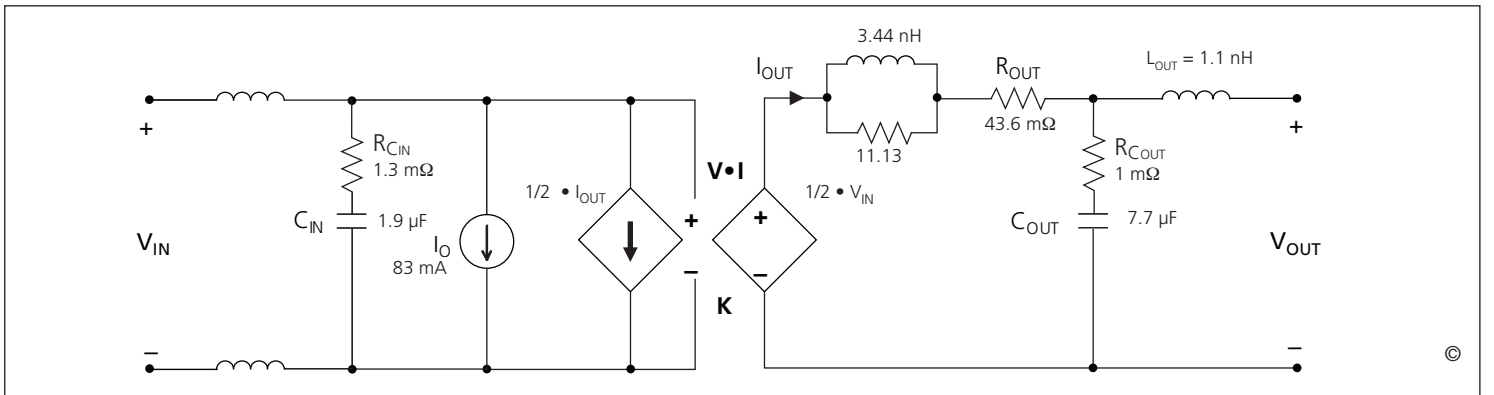 3.44 nH
I_OUT
R_OUT
L_OUT = 1.1 nH
+
43.6 mΩ
+
R_CIN
1.3 mΩ
11.13
R_COUT
1 mΩ
V•I
1/2 • I_OUT
1/2 • V_IN
+
+
C_IN
1.9 µF
C_OUT
7.7 µF
V_IN
I_O
83 mA
V_OUT
–
–
K
–
–
©